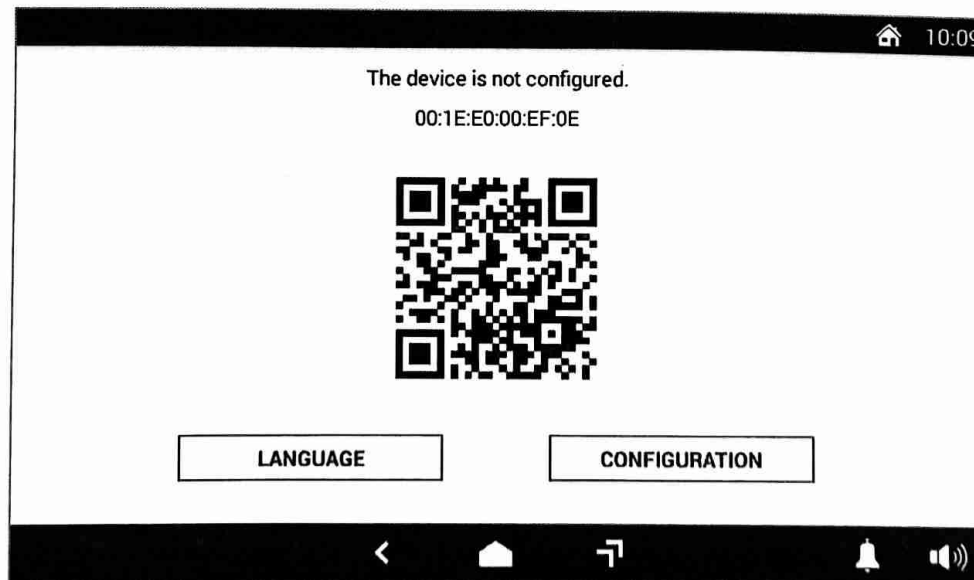 10:09
The device is not configured.
00:1E:E0:00:EF:0E
LANGUAGE
CONFIGURATION